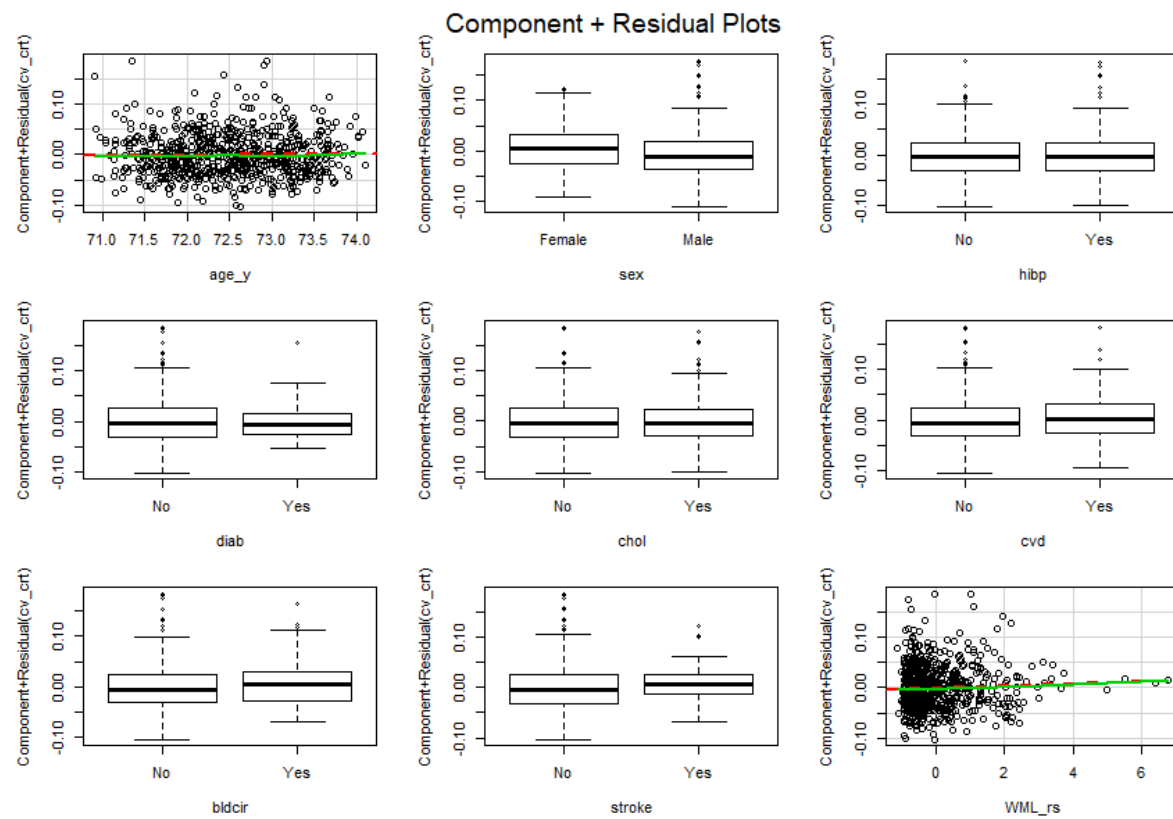 Component + Residual Plots
Component+Residual(cv_crt)
0.10
0.00
-0.10
71.0 71.5 72.0 72.5 73.0 73.5 74.0
age_y
Component+Residual(cv_crt)
0.10
0.00
-0.10
Female Male
sex
Component+Residual(cv_crt)
0.10
0.00
-0.10
No Yes
hibp
Component+Residual(cv_crt)
0.10
0.00
-0.10
No Yes
diab
Component+Residual(cv_crt)
0.10
0.00
-0.10
No Yes
chol
Component+Residual(cv_crt)
0.10
0.00
-0.10
No Yes
cvd
Component+Residual(cv_crt)
0.10
0.00
-0.10
No Yes
bldcir
Component+Residual(cv_crt)
0.10
0.00
-0.10
No Yes
stroke
Component+Residual(cv_crt)
0.10
0.00
-0.10
0 2 4 6
WML_rs